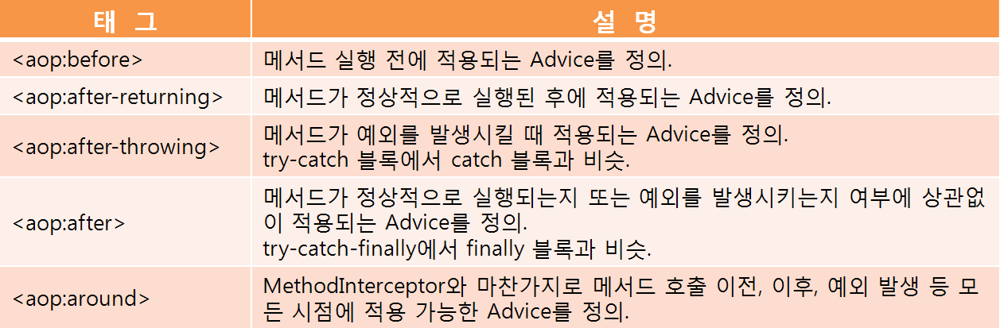 태 그
설 명
<aop:before>
메서드 실행 전에 적용되는 Advice를 정의.
<aop:after-returning>
메서드가 정상적으로 실행된 후에 적용되는 Advice를 정의.
<aop:after-throwing>
메서드가 예외를 발생시킬 때 적용되는 Advice를 정의.
try-catch 블록에서 catch 블록과 비슷.
<aop:after>
메서드가 정상적으로 실행되는지 또는 예외를 발생시키는지 여부에 상관없
이 적용되는 Advice를 정의.
try-catch-finally에서 finally 블록과 비슷.
<aop:around>
MethodInterceptor와 마찬가지로 메서드 호출 이전, 이후, 예외 발생 등 모
든 시점에 적용 가능한 Advice를 정의.